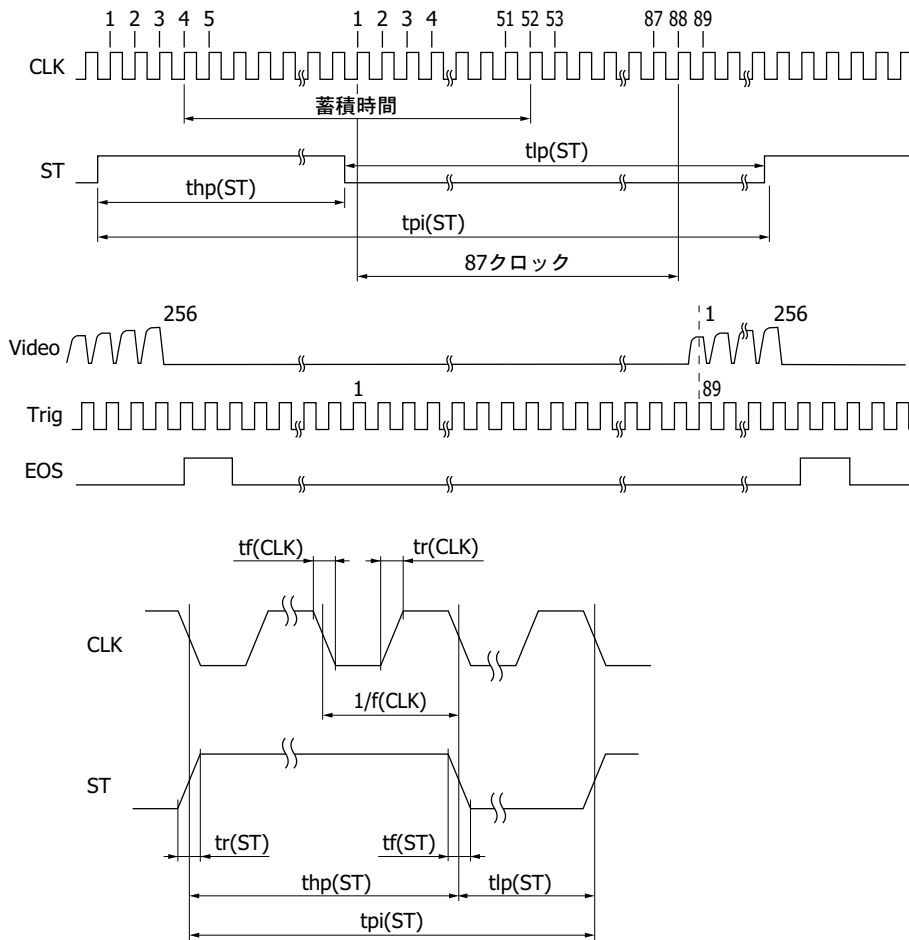 1 2 3 4 5 1 2 3 4 51 52 53 87 88 89
CLK
蓄積時間
ST
tlp(ST)
thp(ST)
tpi(ST)
87クロック
256 1 256
Video
1 89
Trig
EOS
tf(CLK) tr(CLK)
CLK
1/f(CLK)
ST
tr(ST) tf(ST)
thp(ST) tlp(ST)
tpi(ST)